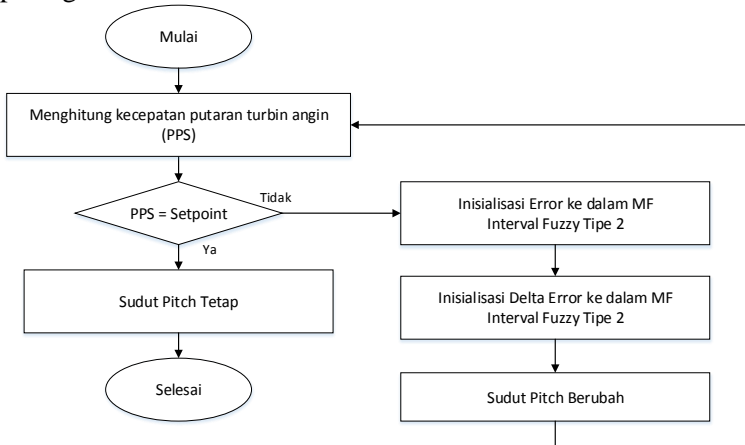 Mulai
Menghitung kecepatan putaran turbin angin
(PPS)
PPS = Setpoint
Tidak
Ya
Inisialisasi Error ke dalam MF
Interval Fuzzy Tipe 2
Sudut Pitch Tetap
Inisialisasi Delta Error ke dalam MF
Interval Fuzzy Tipe 2
Selesai
Sudut Pitch Berubah